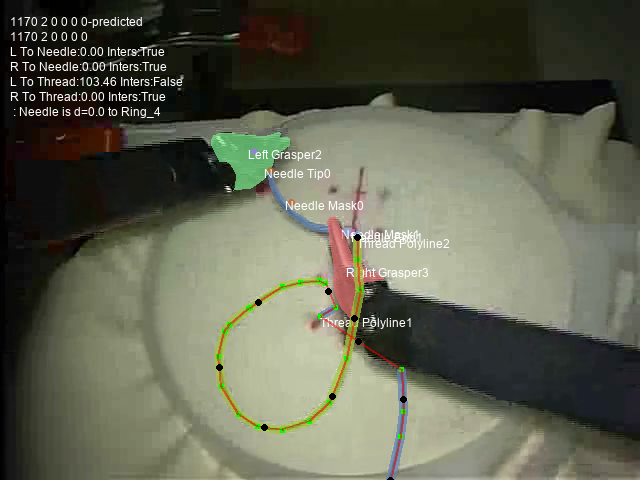 1170 2 0 0 0 0-predicted
1170 2 0 0 0 0
L To Needle:0.00 Inters:True
R To Needle:0.00 Inters:True
L To Thread:103.46 Inters:False
R To Thread:0.00 Inters:True
: Needle is d=0.0 to Ring_4
Left Grasper2
Needle Tip0
Needle Mask0
Needle Mask1
Thread Polyline2
Right Grasper3
Thread Polyline1